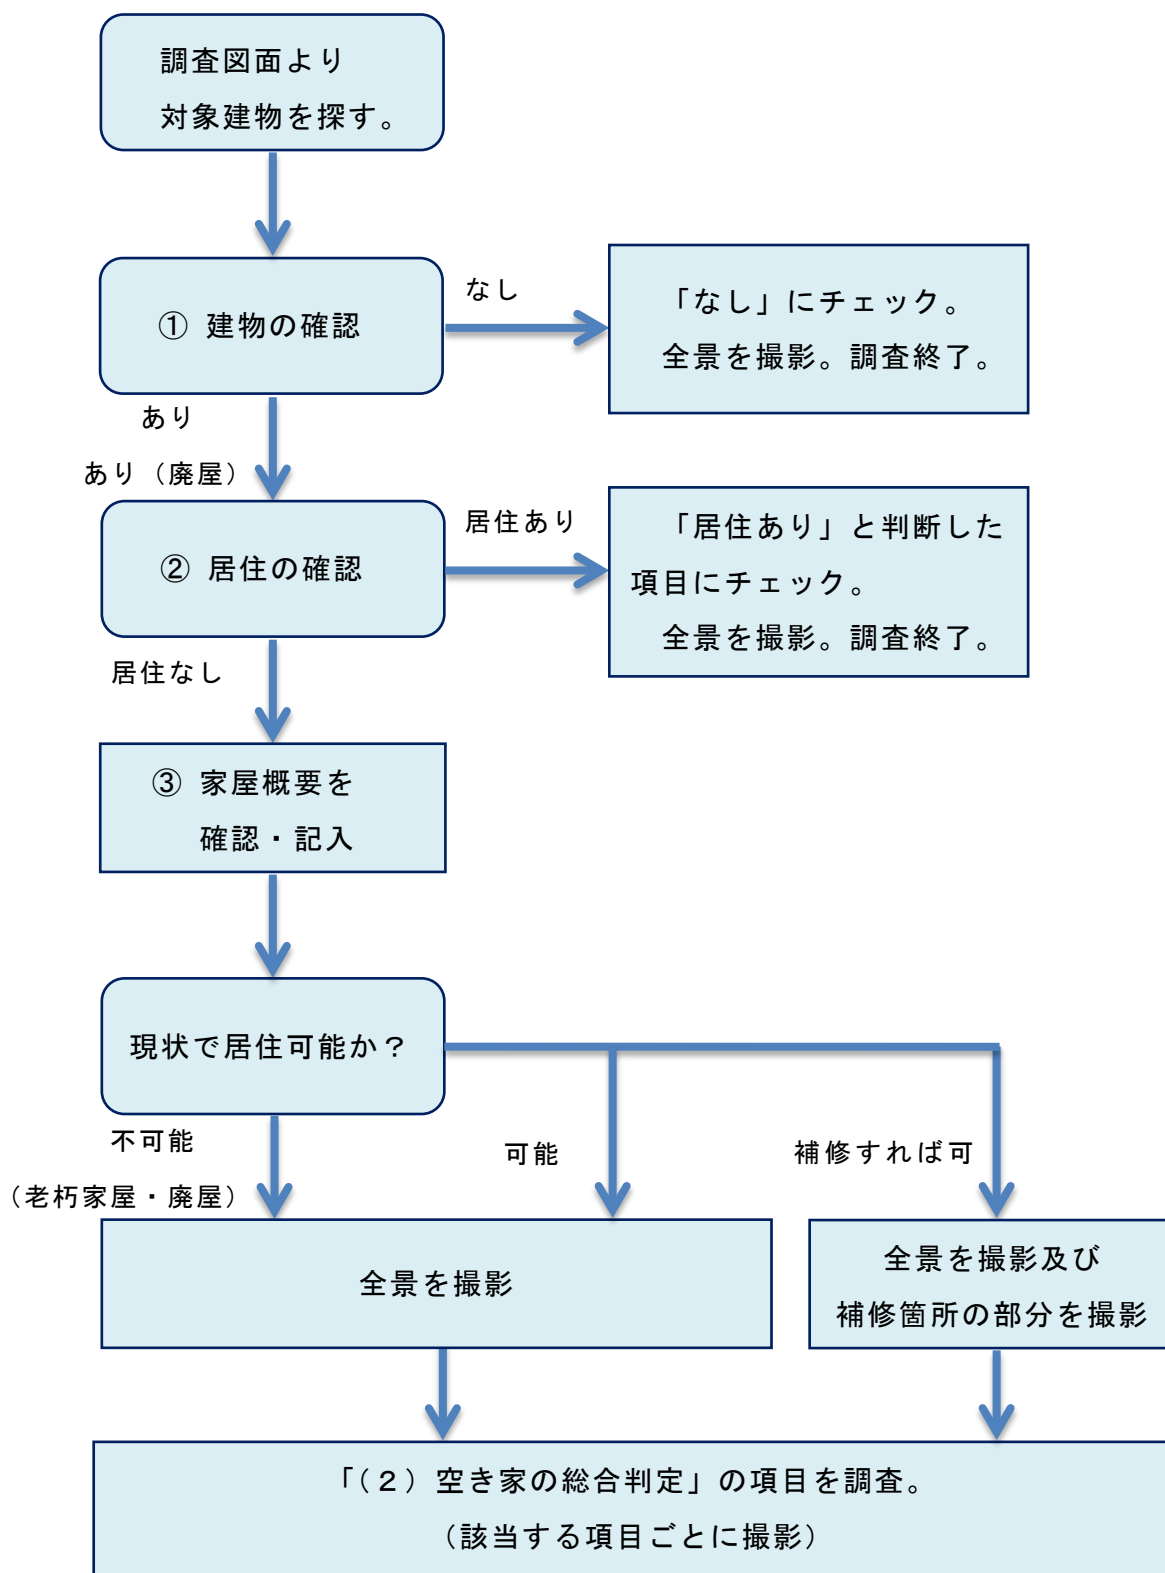 調査図面より
対象建物を探す。
① 建物の確認
なし
「なし」にチェック。
全景を撮影。調査終了。
あり
あり（廃屋）
② 居住の確認
居住あり
「居住あり」と判断した
項目にチェック。
全景を撮影。調査終了。
居住なし
③ 家屋概要を
確認・記入
現状で居住可能か？
不可能
（老朽家屋・廃屋）
可能
補修すれば可
全景を撮影
全景を撮影及び
補修箇所の部分を撮影
「（２）空き家の総合判定」の項目を調査。
（該当する項目ごとに撮影）